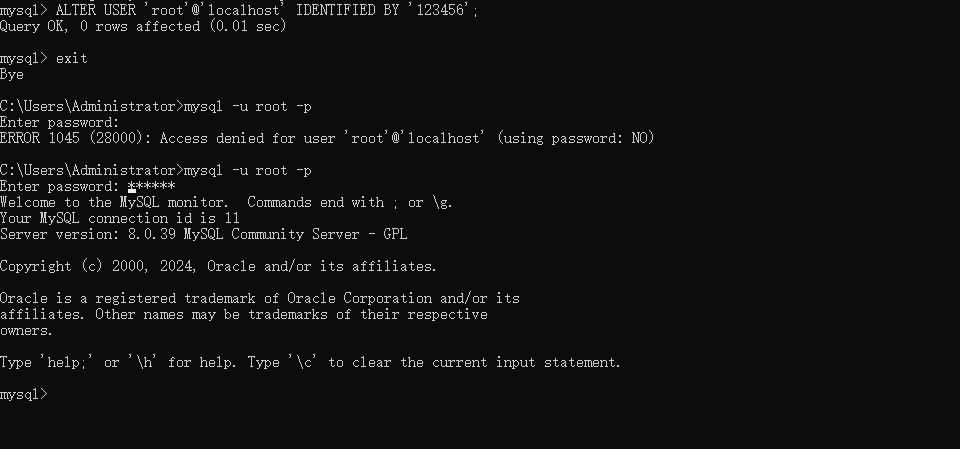 mysql> ALTER USER 'root'@'localhost' IDENTIFIED BY '123456';
Query OK, 0 rows affected (0.01 sec)
mysql> exit
Bye
C:\Users\Administrator>mysql -u root -p
Enter password:
ERROR 1045 (28000): Access denied for user 'root'@'localhost' (using password: NO)
C:\Users\Administrator>mysql -u root -p
Enter password: ******
Welcome to the MySQL monitor.  Commands end with ; or \g.
Your MySQL connection id is 11
Server version: 8.0.39 MySQL Community Server - GPL
Copyright (c) 2000, 2024, Oracle and/or its affiliates.
Oracle is a registered trademark of Oracle Corporation and/or its
affiliates. Other names may be trademarks of their respective
owners.
Type 'help;' or '\h' for help. Type '\c' to clear the current input statement.
mysql>